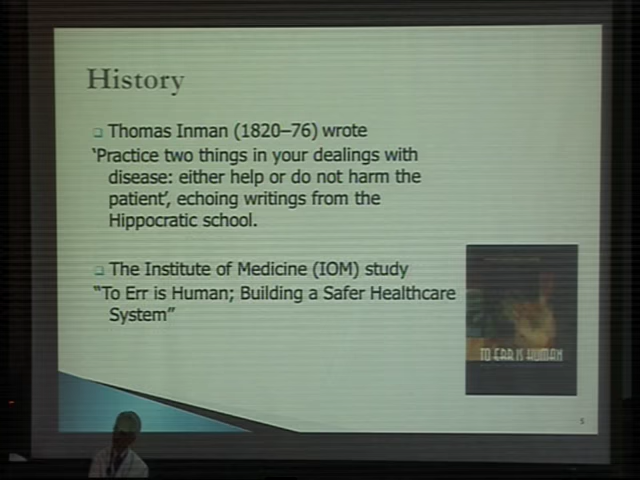 History
Thomas Inman (1820–76) wrote
‘Practice two things in your dealings with
disease: either help or do not harm the
patient’, echoing writings from the
Hippocratic school.
The Institute of Medicine (IOM) study
“To Err is Human; Building a Safer Healthcare
System”
TO ERR IS HUMAN
5